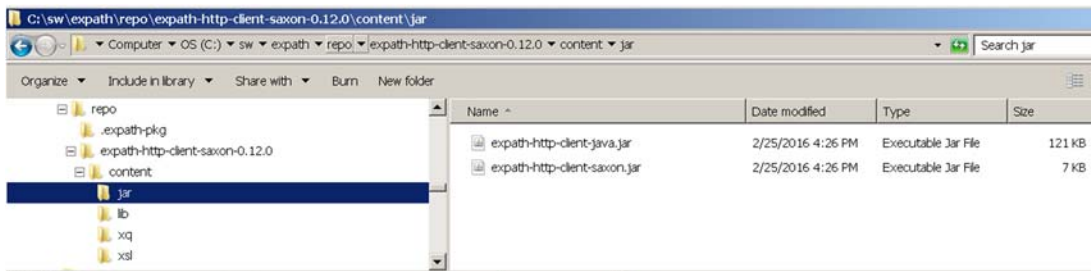 C:\sw\expath\repo\expath-http-client-saxon-0.12.0\content\jar
Computer OS (C:) sw expath repo expath-http-client-saxon-0.12.0 content jar
Search jar
Organize Include in library Share with Burn New folder
repo
.expath-pkg
expath-http-client-saxon-0.12.0
content
jar
lib
xq
xsl
Name Date modified Type Size
expath-http-client-java.jar 2/25/2016 4:26 PM Executable Jar File 121 KB
expath-http-client-saxon.jar 2/25/2016 4:26 PM Executable Jar File 7 KB